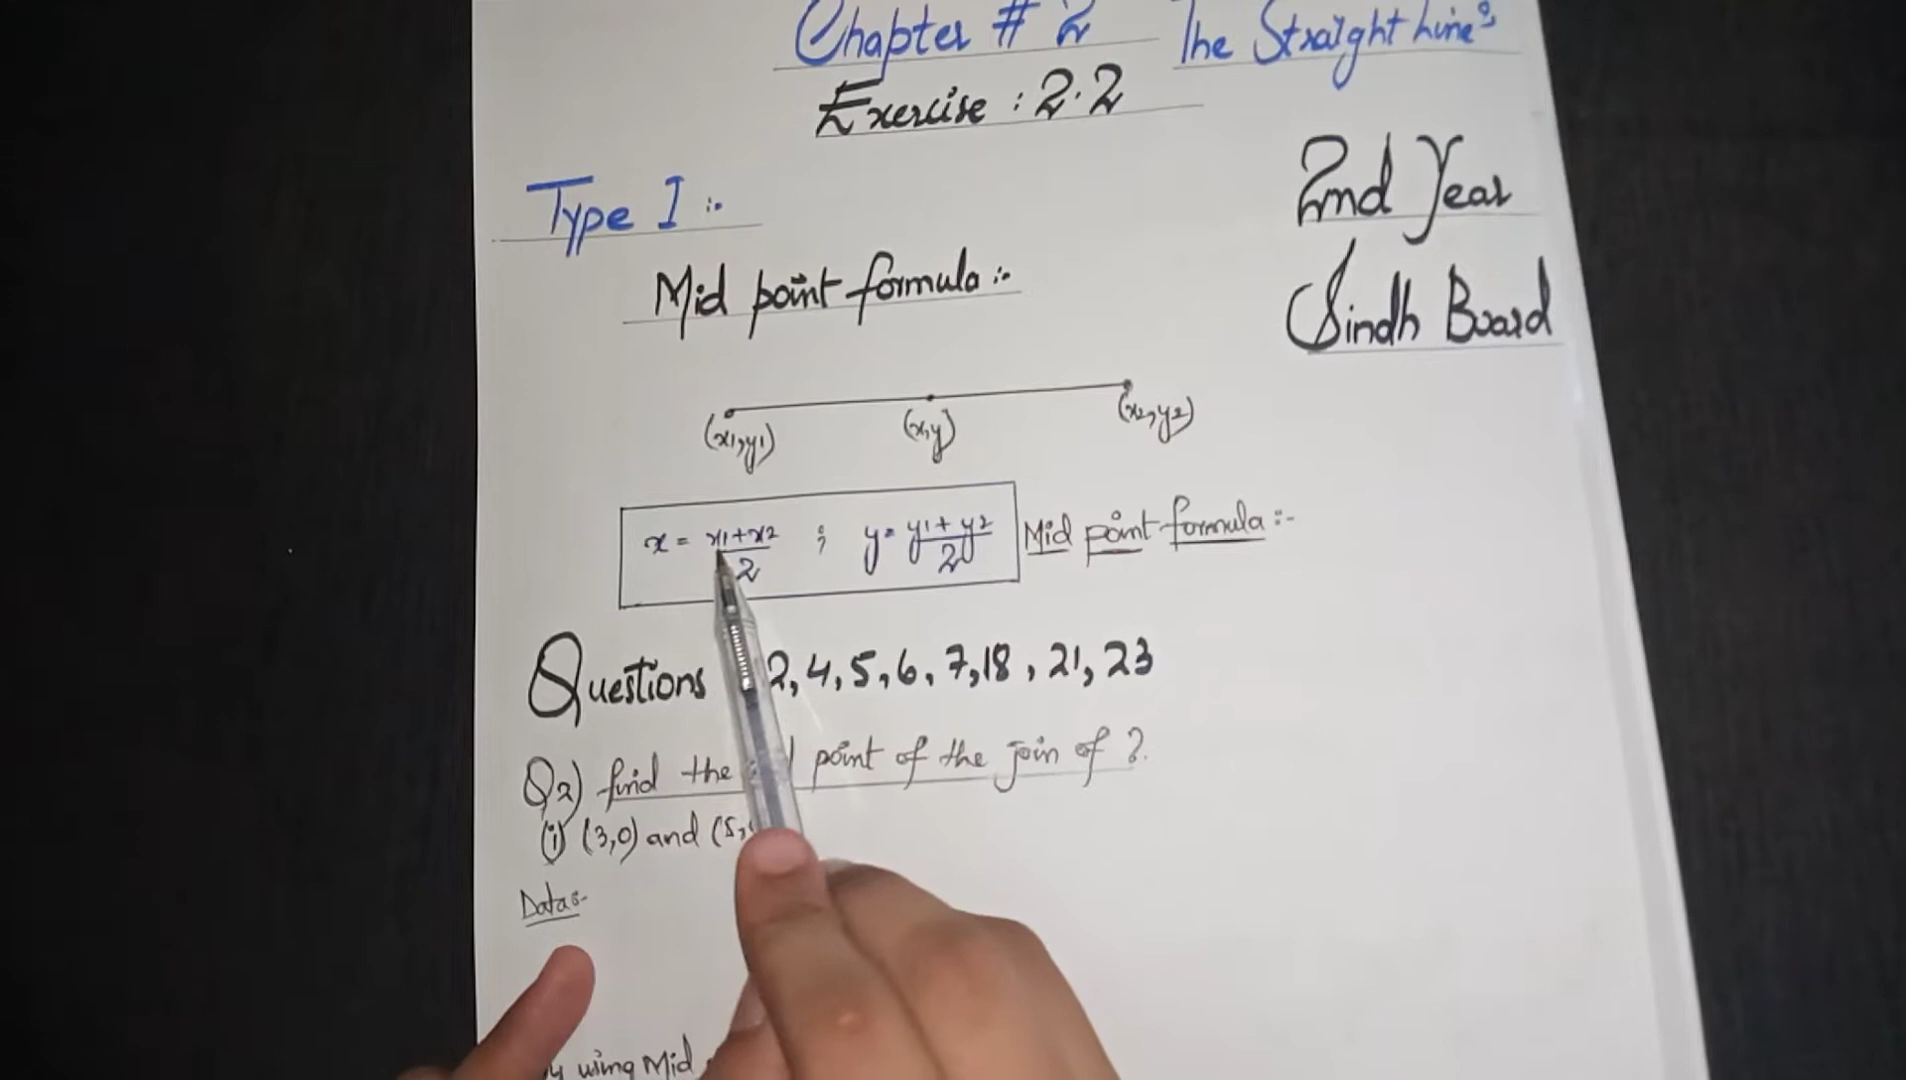 Chapter # 2 The Straight Line
Exercise : 2.2
2nd Year
Sindh Board
Type I :-
Mid point formula :-
(x1,y1) (x,y) (x2,y2)
x = x1+x2/2 ; y = y1+y2/2 Mid point formula :-
Questions 2, 4, 5, 6, 7, 18, 21, 23
Q2) find the point of the join of ?
(i) (3,0) and (5,
Data:-
by using Mid